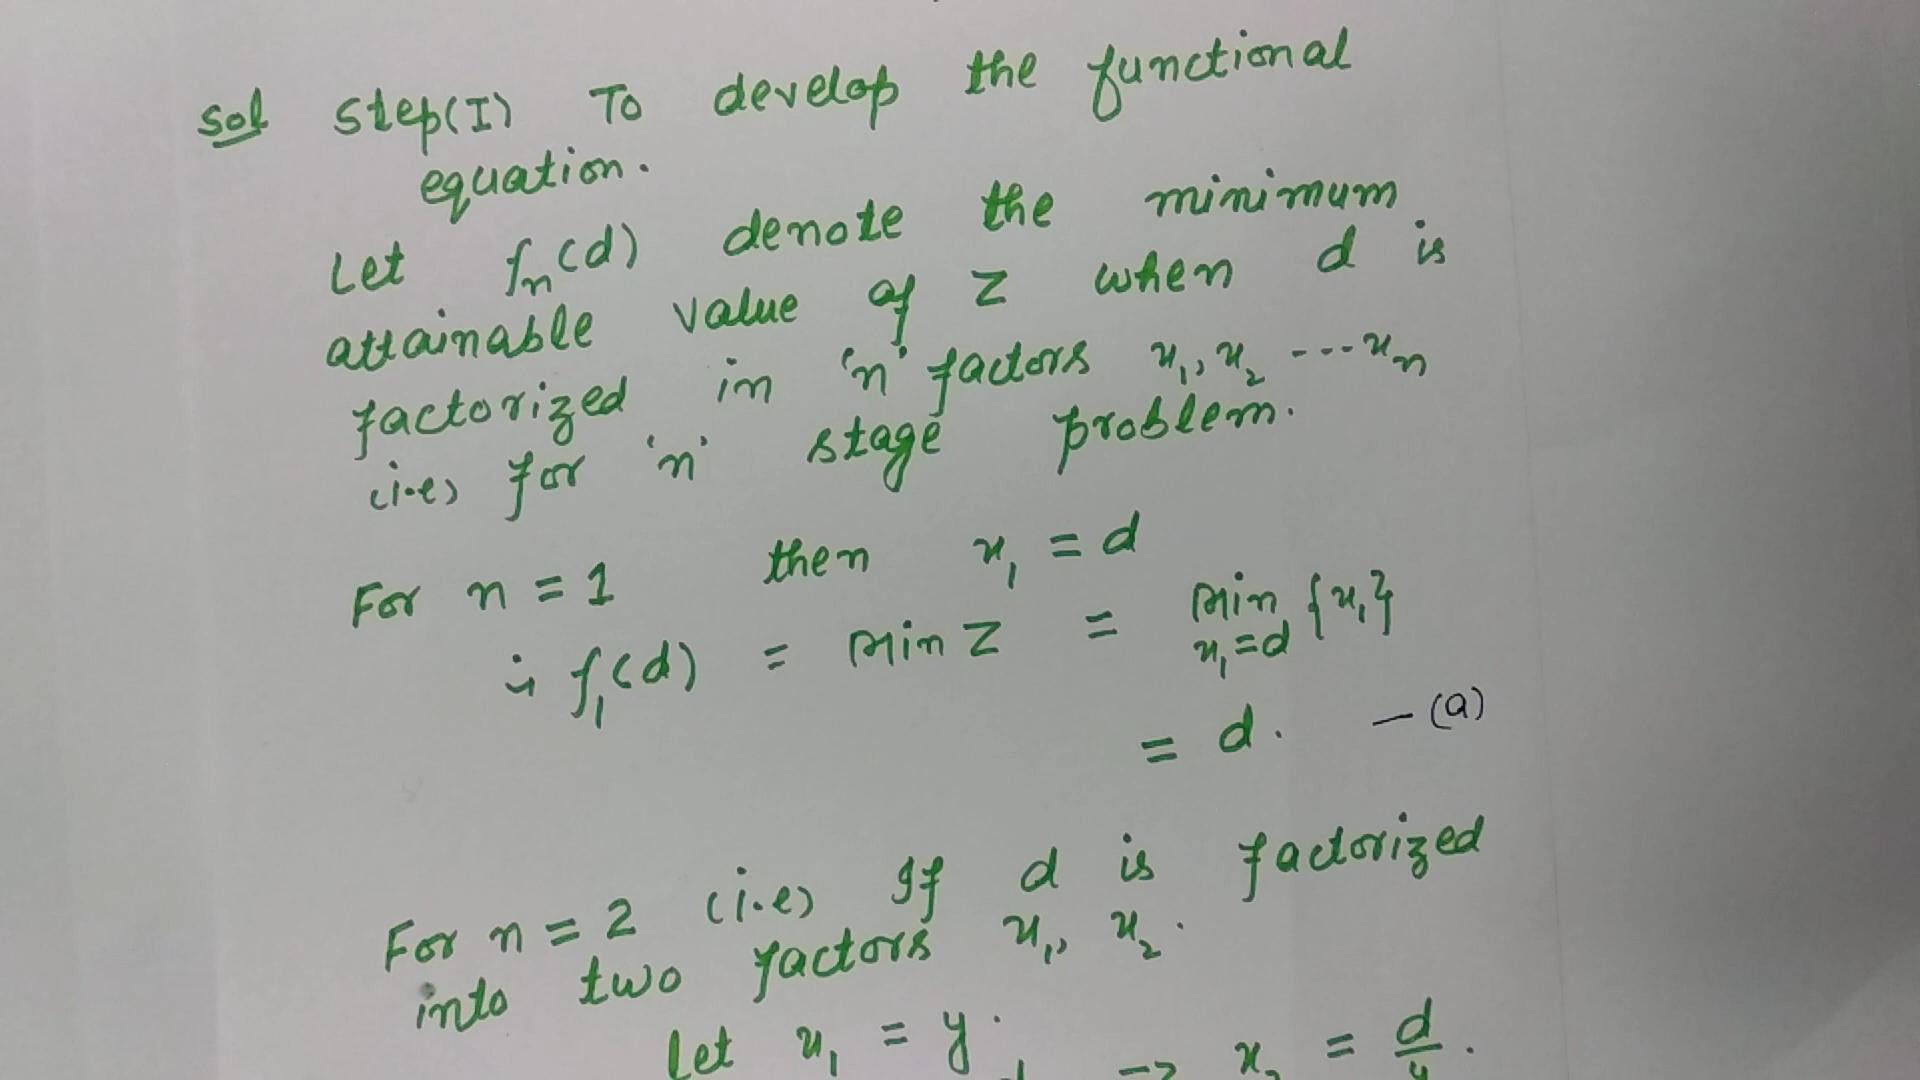 sol step(I) To develop the functional
equation.
Let fn(d) denote the minimum
attainable value of Z when d is
factorized in 'n' factors x₁, x₂ ---xn
(i.e) for 'n' stage problem.
For n = 1 then x₁ = d
∴ f₁(d) = Min Z = Min {x₁}
x₁=d
= d. —(a)
For n = 2 (i.e) If d is factorized
into two factors x₁, x₂.
Let x₁ = y. → x₂ = d/y.